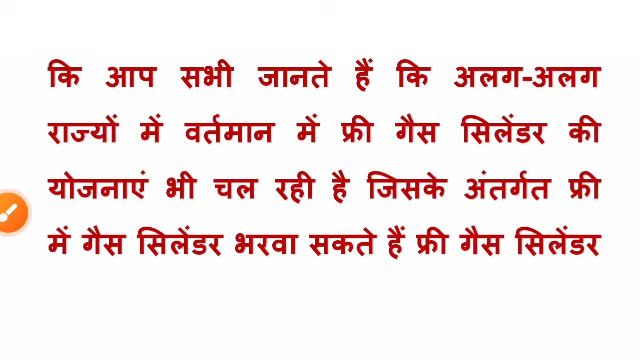 कि आप सभी जानते हैं कि अलग-अलग
राज्यों में वर्तमान में फ्री गैस सिलेंडर की
योजनाएं भी चल रही है जिसके अंतर्गत फ्री
में गैस सिलेंडर भरवा सकते हैं फ्री गैस सिलेंडर